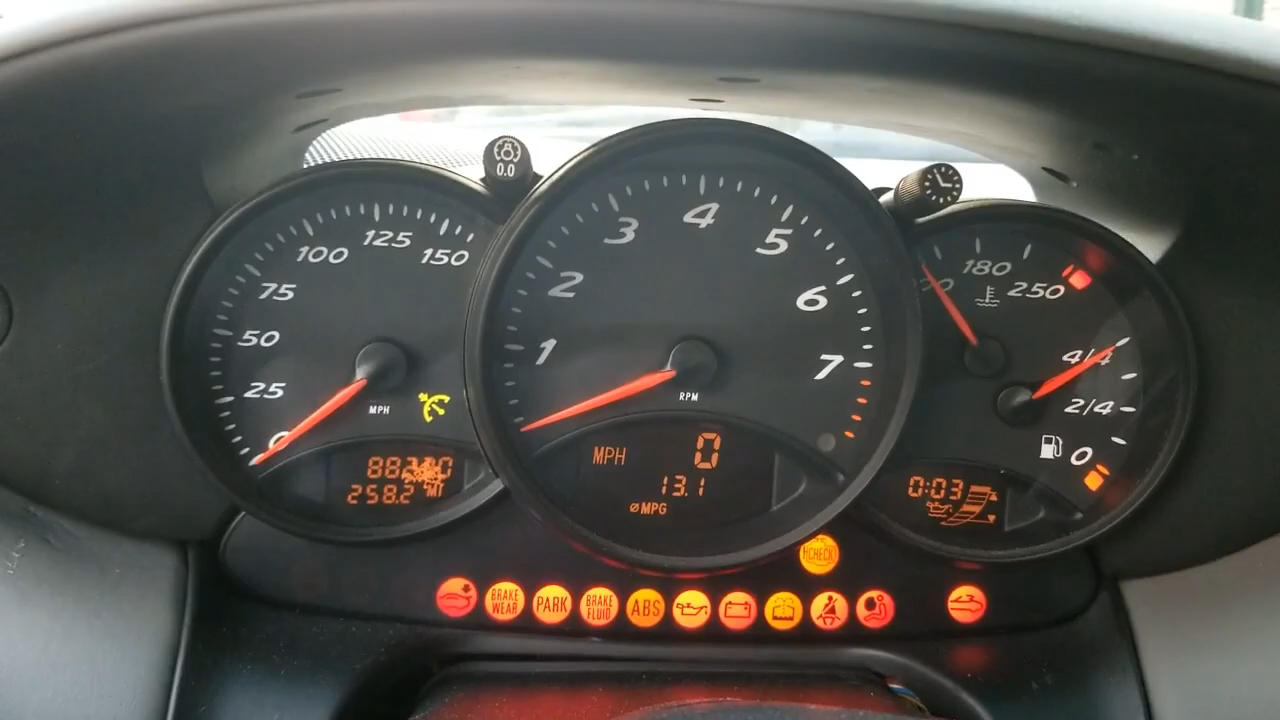 0.0
25
50
75
100
125
150
0
MPH
258.2 MI
1
2
3
4
5
6
7
RPM
MPH 0
13.1
⌀MPG
180
250
4/4
2/4
0
0:03
CHECK
BRAKE WEAR
PARK
BRAKE FLUID
ABS